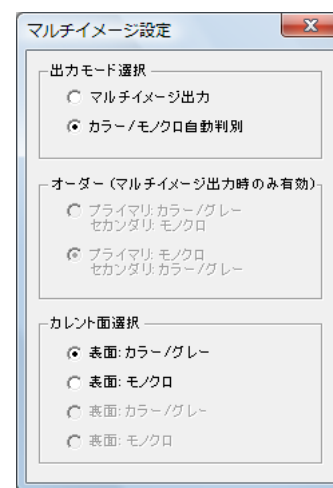 マルチイメージ設定
出力モード選択
マルチイメージ出力
カラー/モノクロ自動判別
オーダー(マルチイメージ出力時のみ有効)
プライマリ:カラー/グレー
セカンダリ:モノクロ
プライマリ:モノクロ
セカンダリ:カラー/グレー
カレント面選択
表面:カラー/グレー
表面:モノクロ
裏面:カラー/グレー
裏面:モノクロ